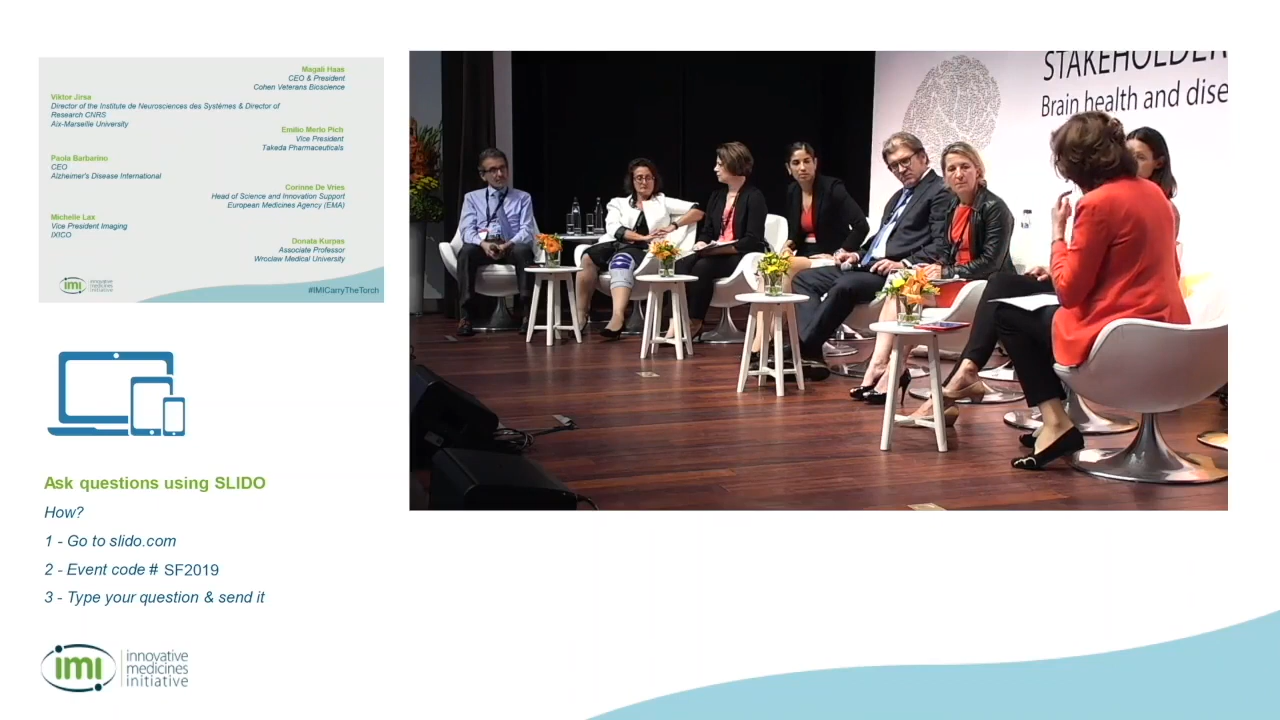 Magali Haas
CEO & President
Cohen Veterans Bioscience
Viktor Jirsa
Director of the Institute de Neurosciences des Systèmes & Director of
Research CNRS
Aix-Marseille University
Emilio Merlo Pich
Vice President
Takeda Pharmaceuticals
Paola Barbarino
CEO
Alzheimer's Disease International
Corinne De Vries
Head of Science and Innovation Support
European Medicines Agency (EMA)
Michelle Lax
Vice President Imaging
IXICO
Donata Kurpas
Associate Professor
Wroclaw Medical University
imi innovative
medicines
initiative
#IMICarryTheTorch
STAKEHOLDER
Brain health and dise
Ask questions using SLIDO
How?
1 - Go to slido.com
2 - Event code # SF2019
3 - Type your question & send it
imi innovative
medicines
initiative